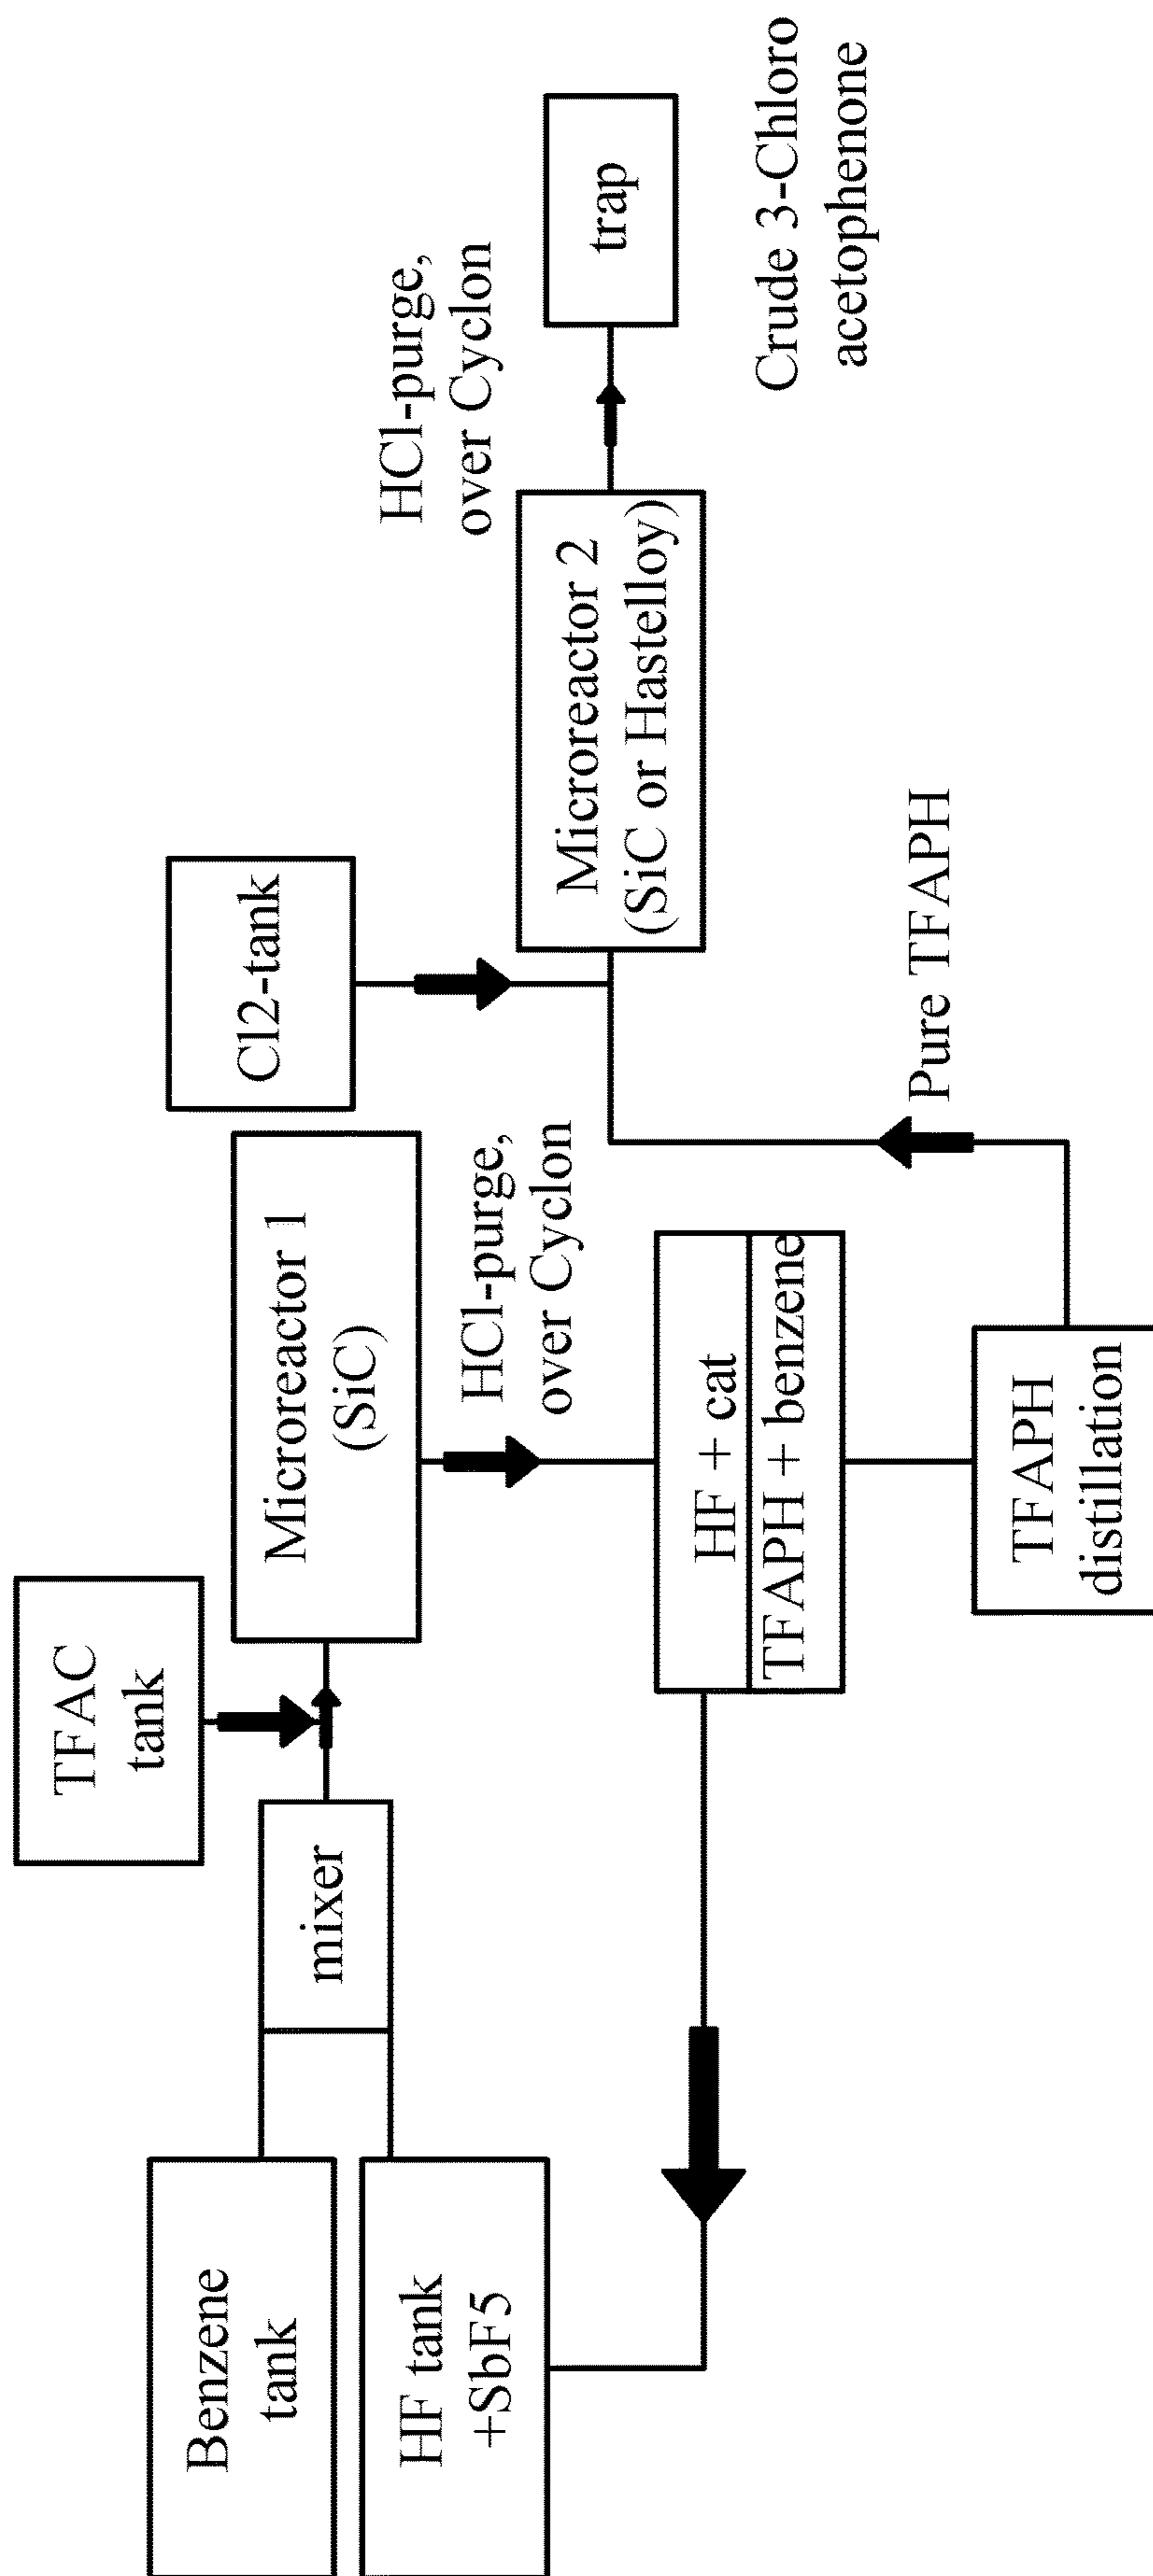 Benzene
tank
HF tank
+SbF5
mixer
TFAC
tank
Microreactor 1
(SiC)
HCl-purge,
over Cyclon
HF + cat
TFAPH + benzene
TFAPH
distillation
Pure TFAPH
Cl2-tank
Microreactor 2
(SiC or Hastelloy)
HCl-purge,
over Cyclon
trap
Crude 3-Chloro
acetophenone